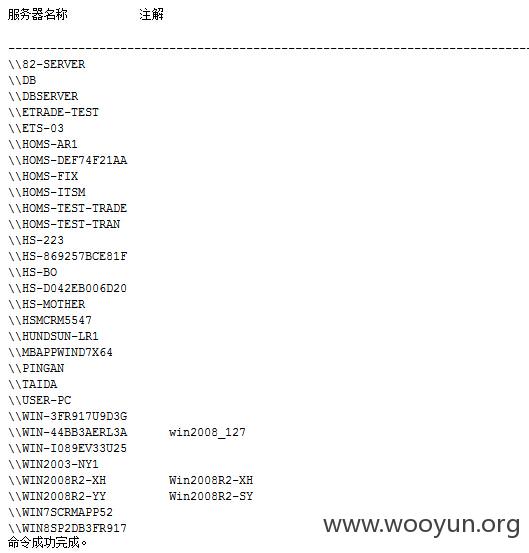 服务器名称 注解
-------------------------------------------------------------------------------
\\82-SERVER
\\DB
\\DBSERVER
\\ETRADE-TEST
\\ETS-03
\\HOMS-AR1
\\HOMS-DEF74F21AA
\\HOMS-FIX
\\HOMS-ITSM
\\HOMS-TEST-TRADE
\\HOMS-TEST-TRAN
\\HS-223
\\HS-869257BCE81F
\\HS-BO
\\HS-D042EB006D20
\\HS-MOTHER
\\HSMCRM5547
\\HUNDSUN-LR1
\\MBAPPWIND7X64
\\PINGAN
\\TAIDA
\\USER-PC
\\WIN-3FR917U9D3G
\\WIN-44BB3AERL3A win2008_127
\\WIN-I089EV33U25
\\WIN2003-NY1
\\WIN2008R2-XH Win2008R2-XH
\\WIN2008R2-YY Win2008R2-SY
\\WIN7SCRMAPP52
\\WIN8SP2DB3FR917
命令成功完成。
www.wooyun.org